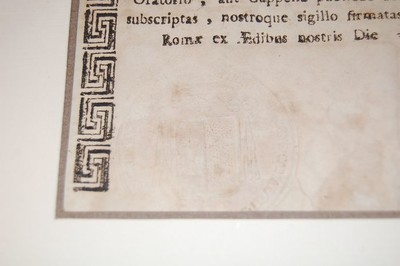 Oratorio, aut
subscriptas, nostroque sigillo firmatas
Romæ ex Ædibus nostris Die